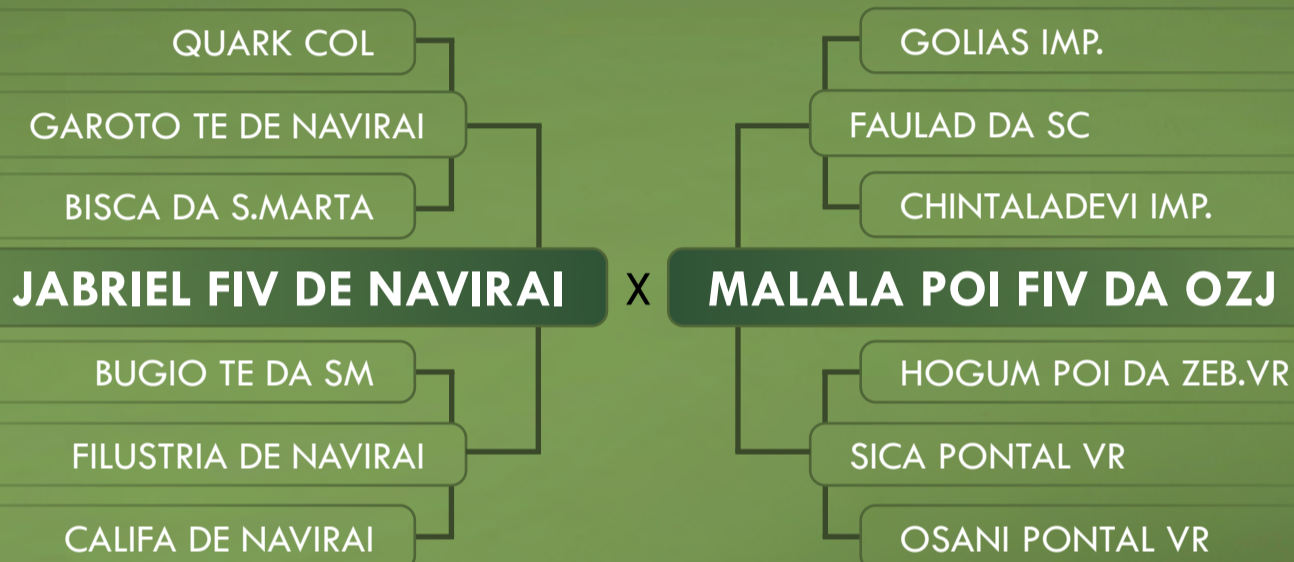 QUARK COL
GOLIAS IMP.
GAROTO TE DE NAVIRAI
FAULAD DA SC
BISCA DA S.MARTA
CHINTALADEVI IMP.
JABRIEL FIV DE NAVIRAI X MALALA POI FIV DA OZJ
BUGIO TE DA SM
HOGUM POI DA ZEB.VR
FILUSTRIA DE NAVIRAI
SICA PONTAL VR
CALIFA DE NAVIRAI
OSANI PONTAL VR